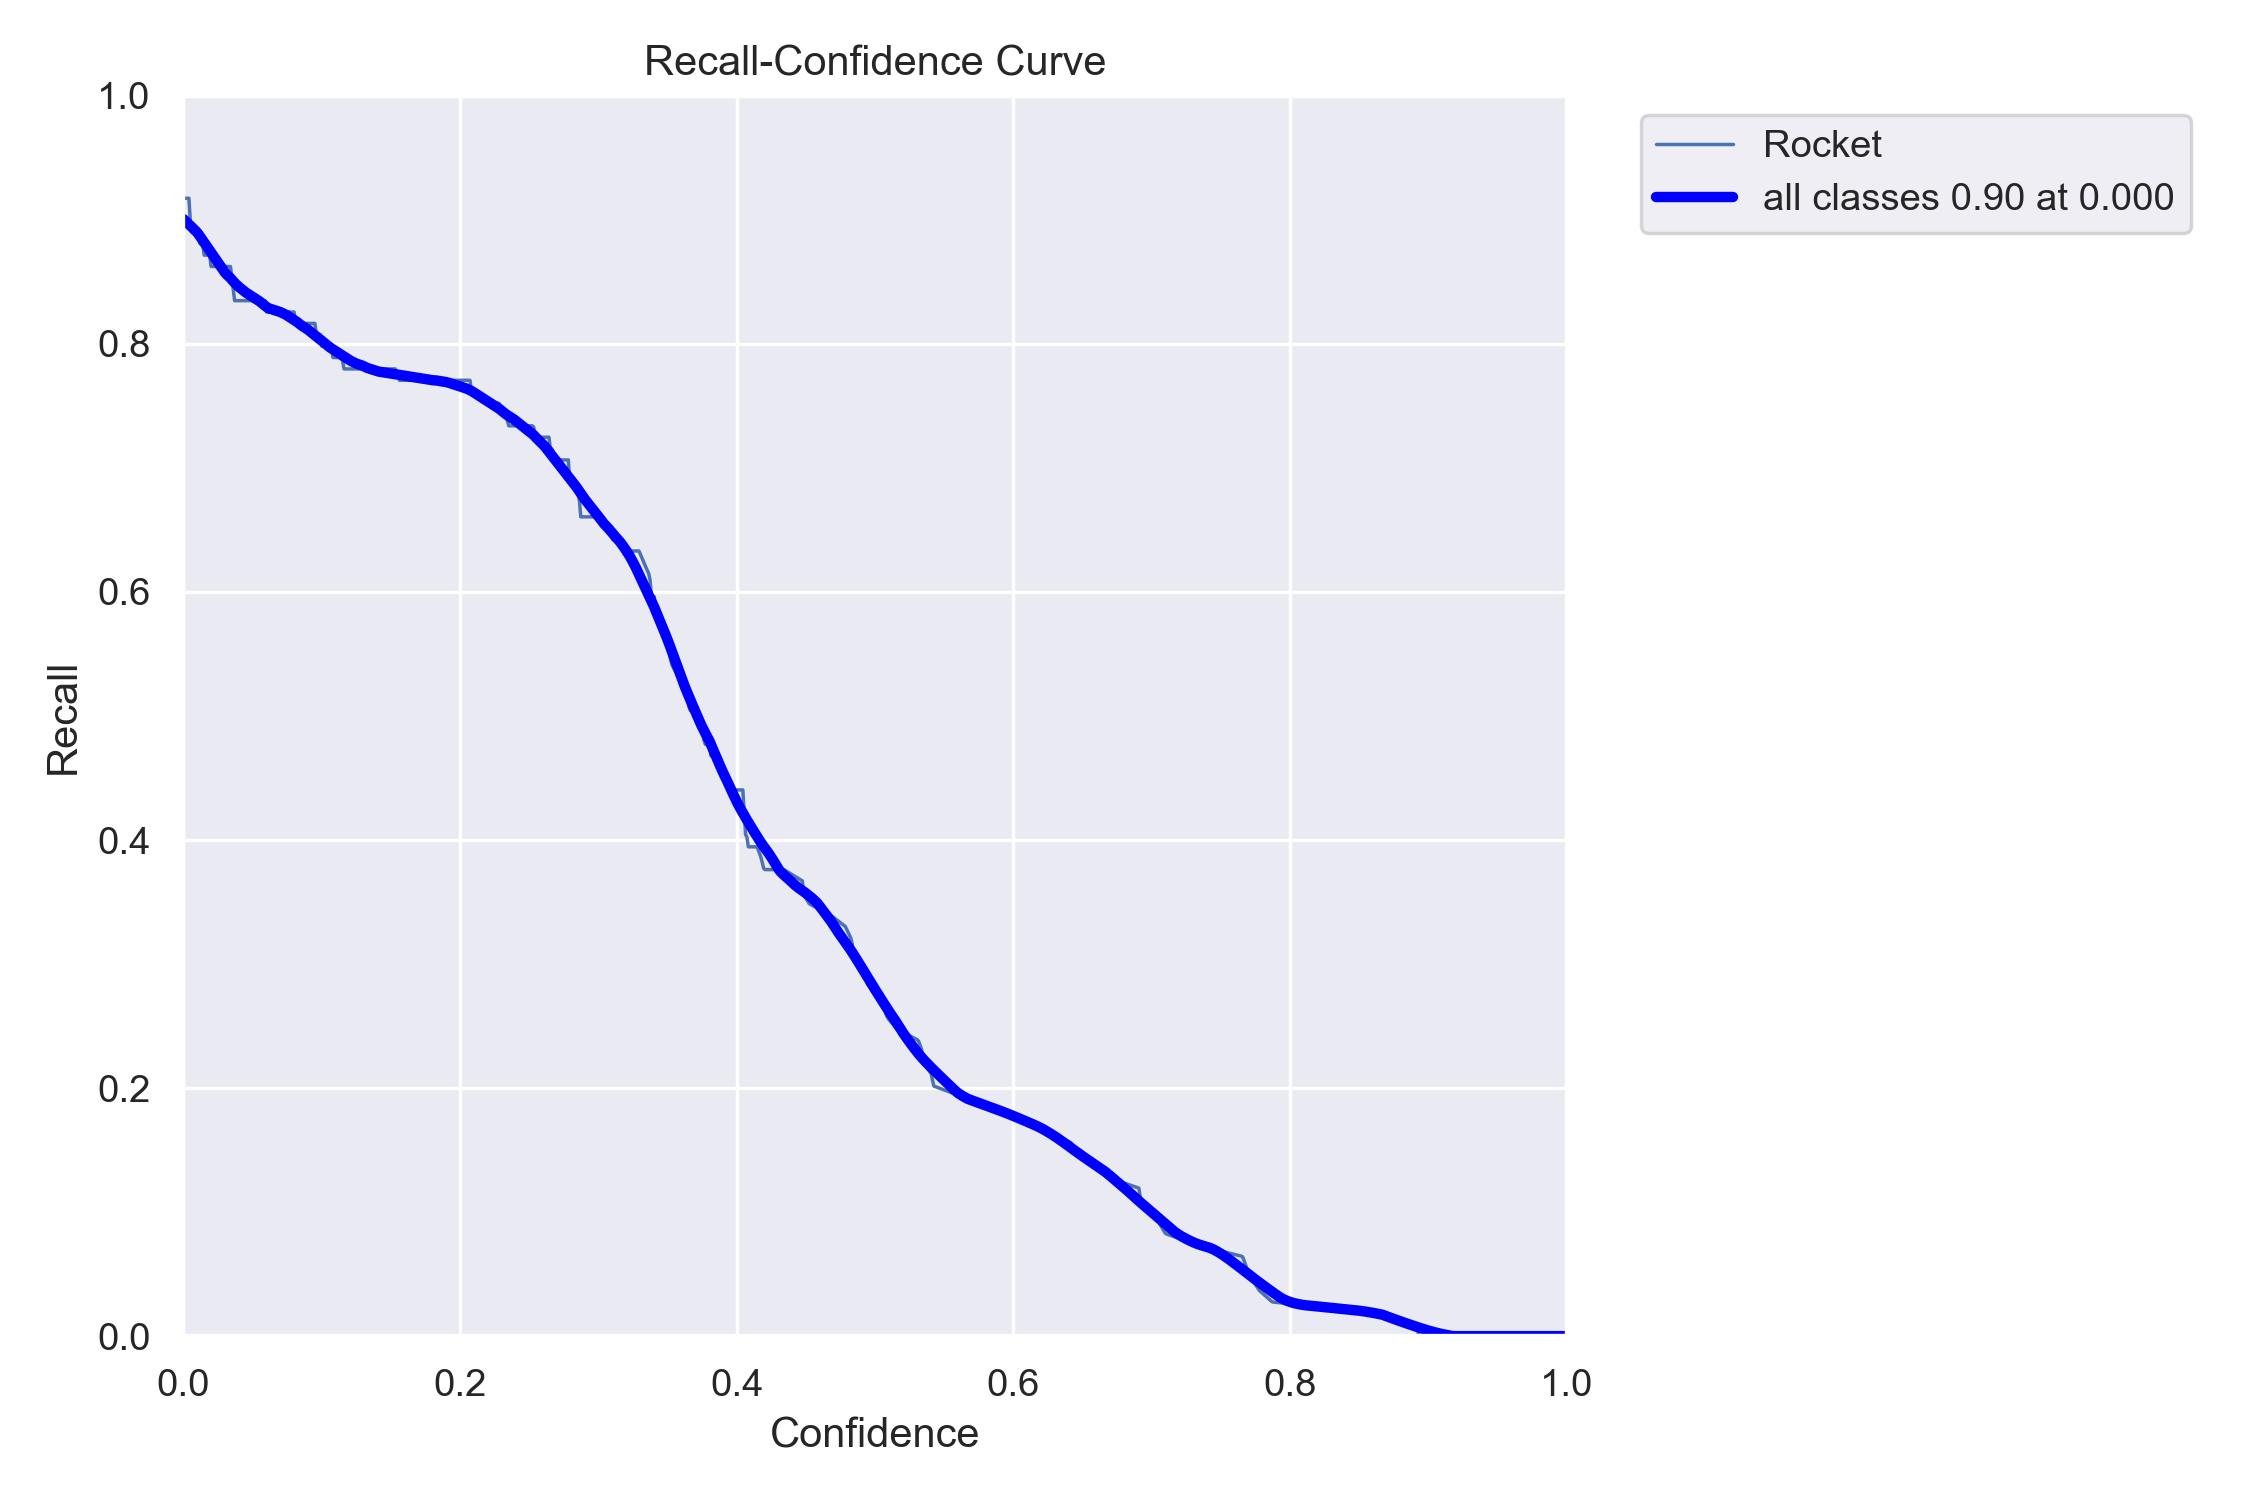 Recall-Confidence Curve
1.0
0.8
0.6
0.4
0.2
0.0
Recall
0.0 0.2 0.4 0.6 0.8 1.0
Confidence
Rocket
all classes 0.90 at 0.000